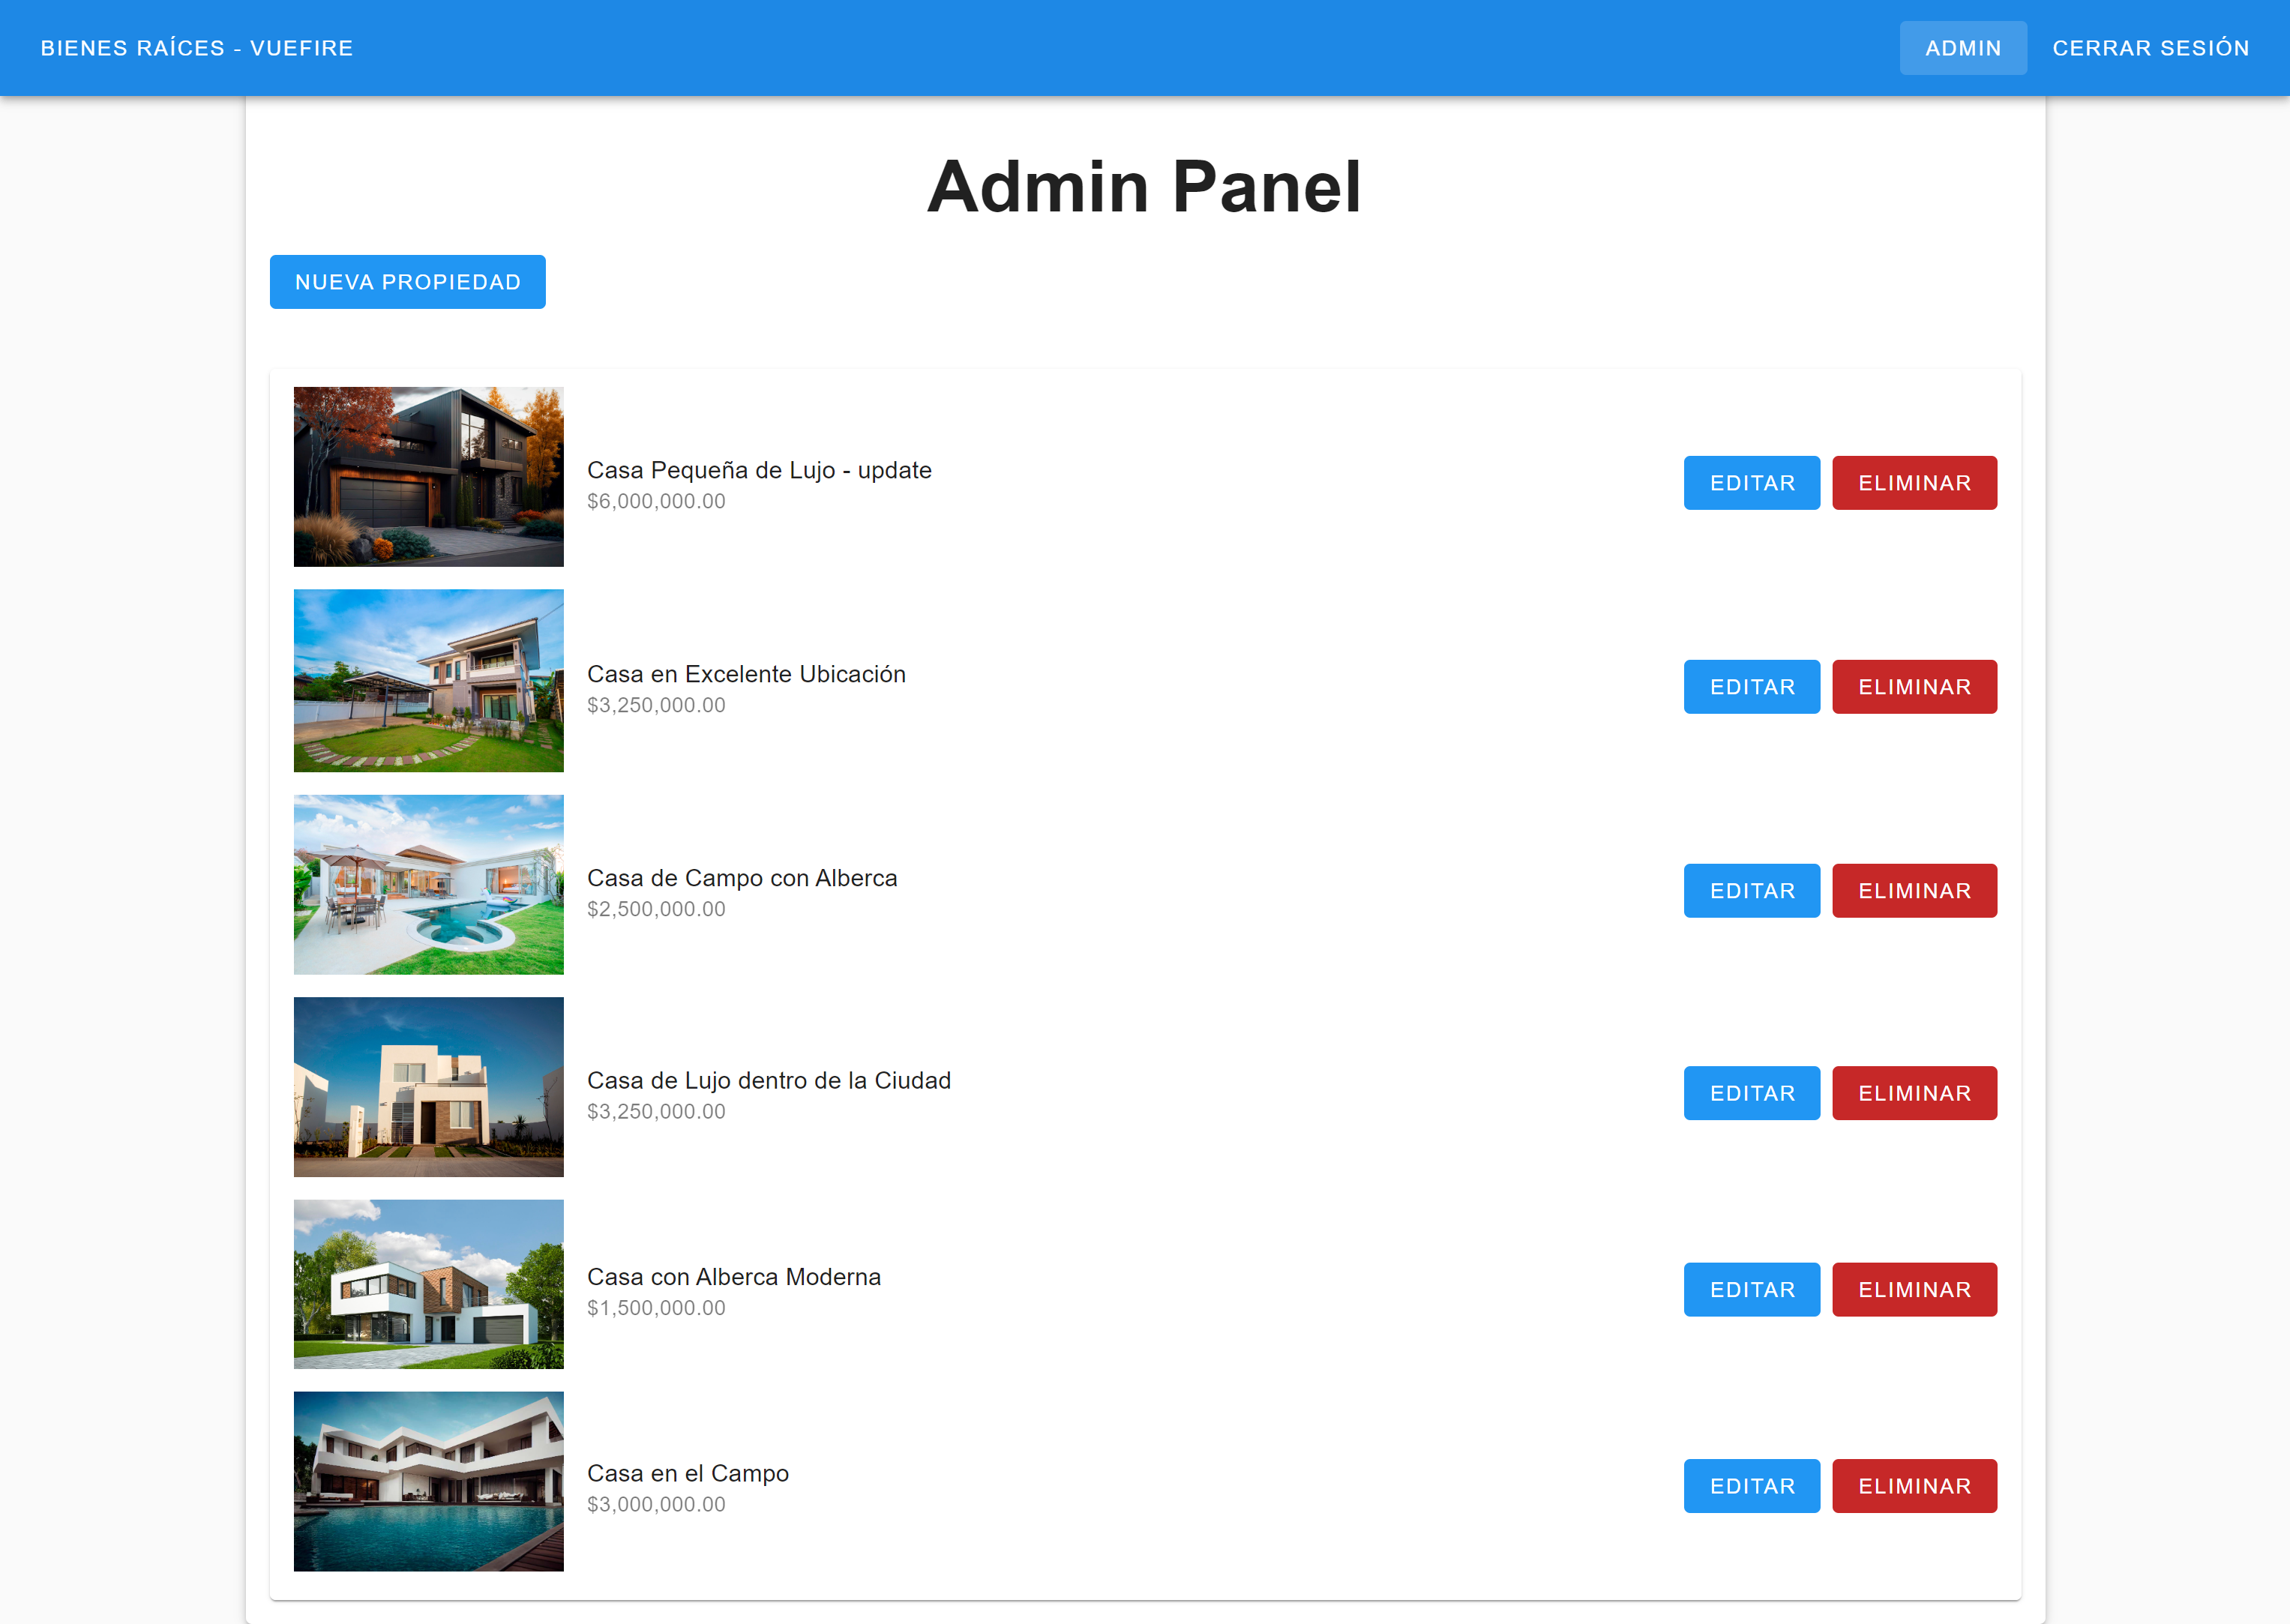 BIENES RAÍCES - VUEFIRE
ADMIN
CERRAR SESIÓN
Admin Panel
NUEVA PROPIEDAD
Casa Pequeña de Lujo - update
$6,000,000.00
EDITAR
ELIMINAR
Casa en Excelente Ubicación
$3,250,000.00
EDITAR
ELIMINAR
Casa de Campo con Alberca
$2,500,000.00
EDITAR
ELIMINAR
Casa de Lujo dentro de la Ciudad
$3,250,000.00
EDITAR
ELIMINAR
Casa con Alberca Moderna
$1,500,000.00
EDITAR
ELIMINAR
Casa en el Campo
$3,000,000.00
EDITAR
ELIMINAR